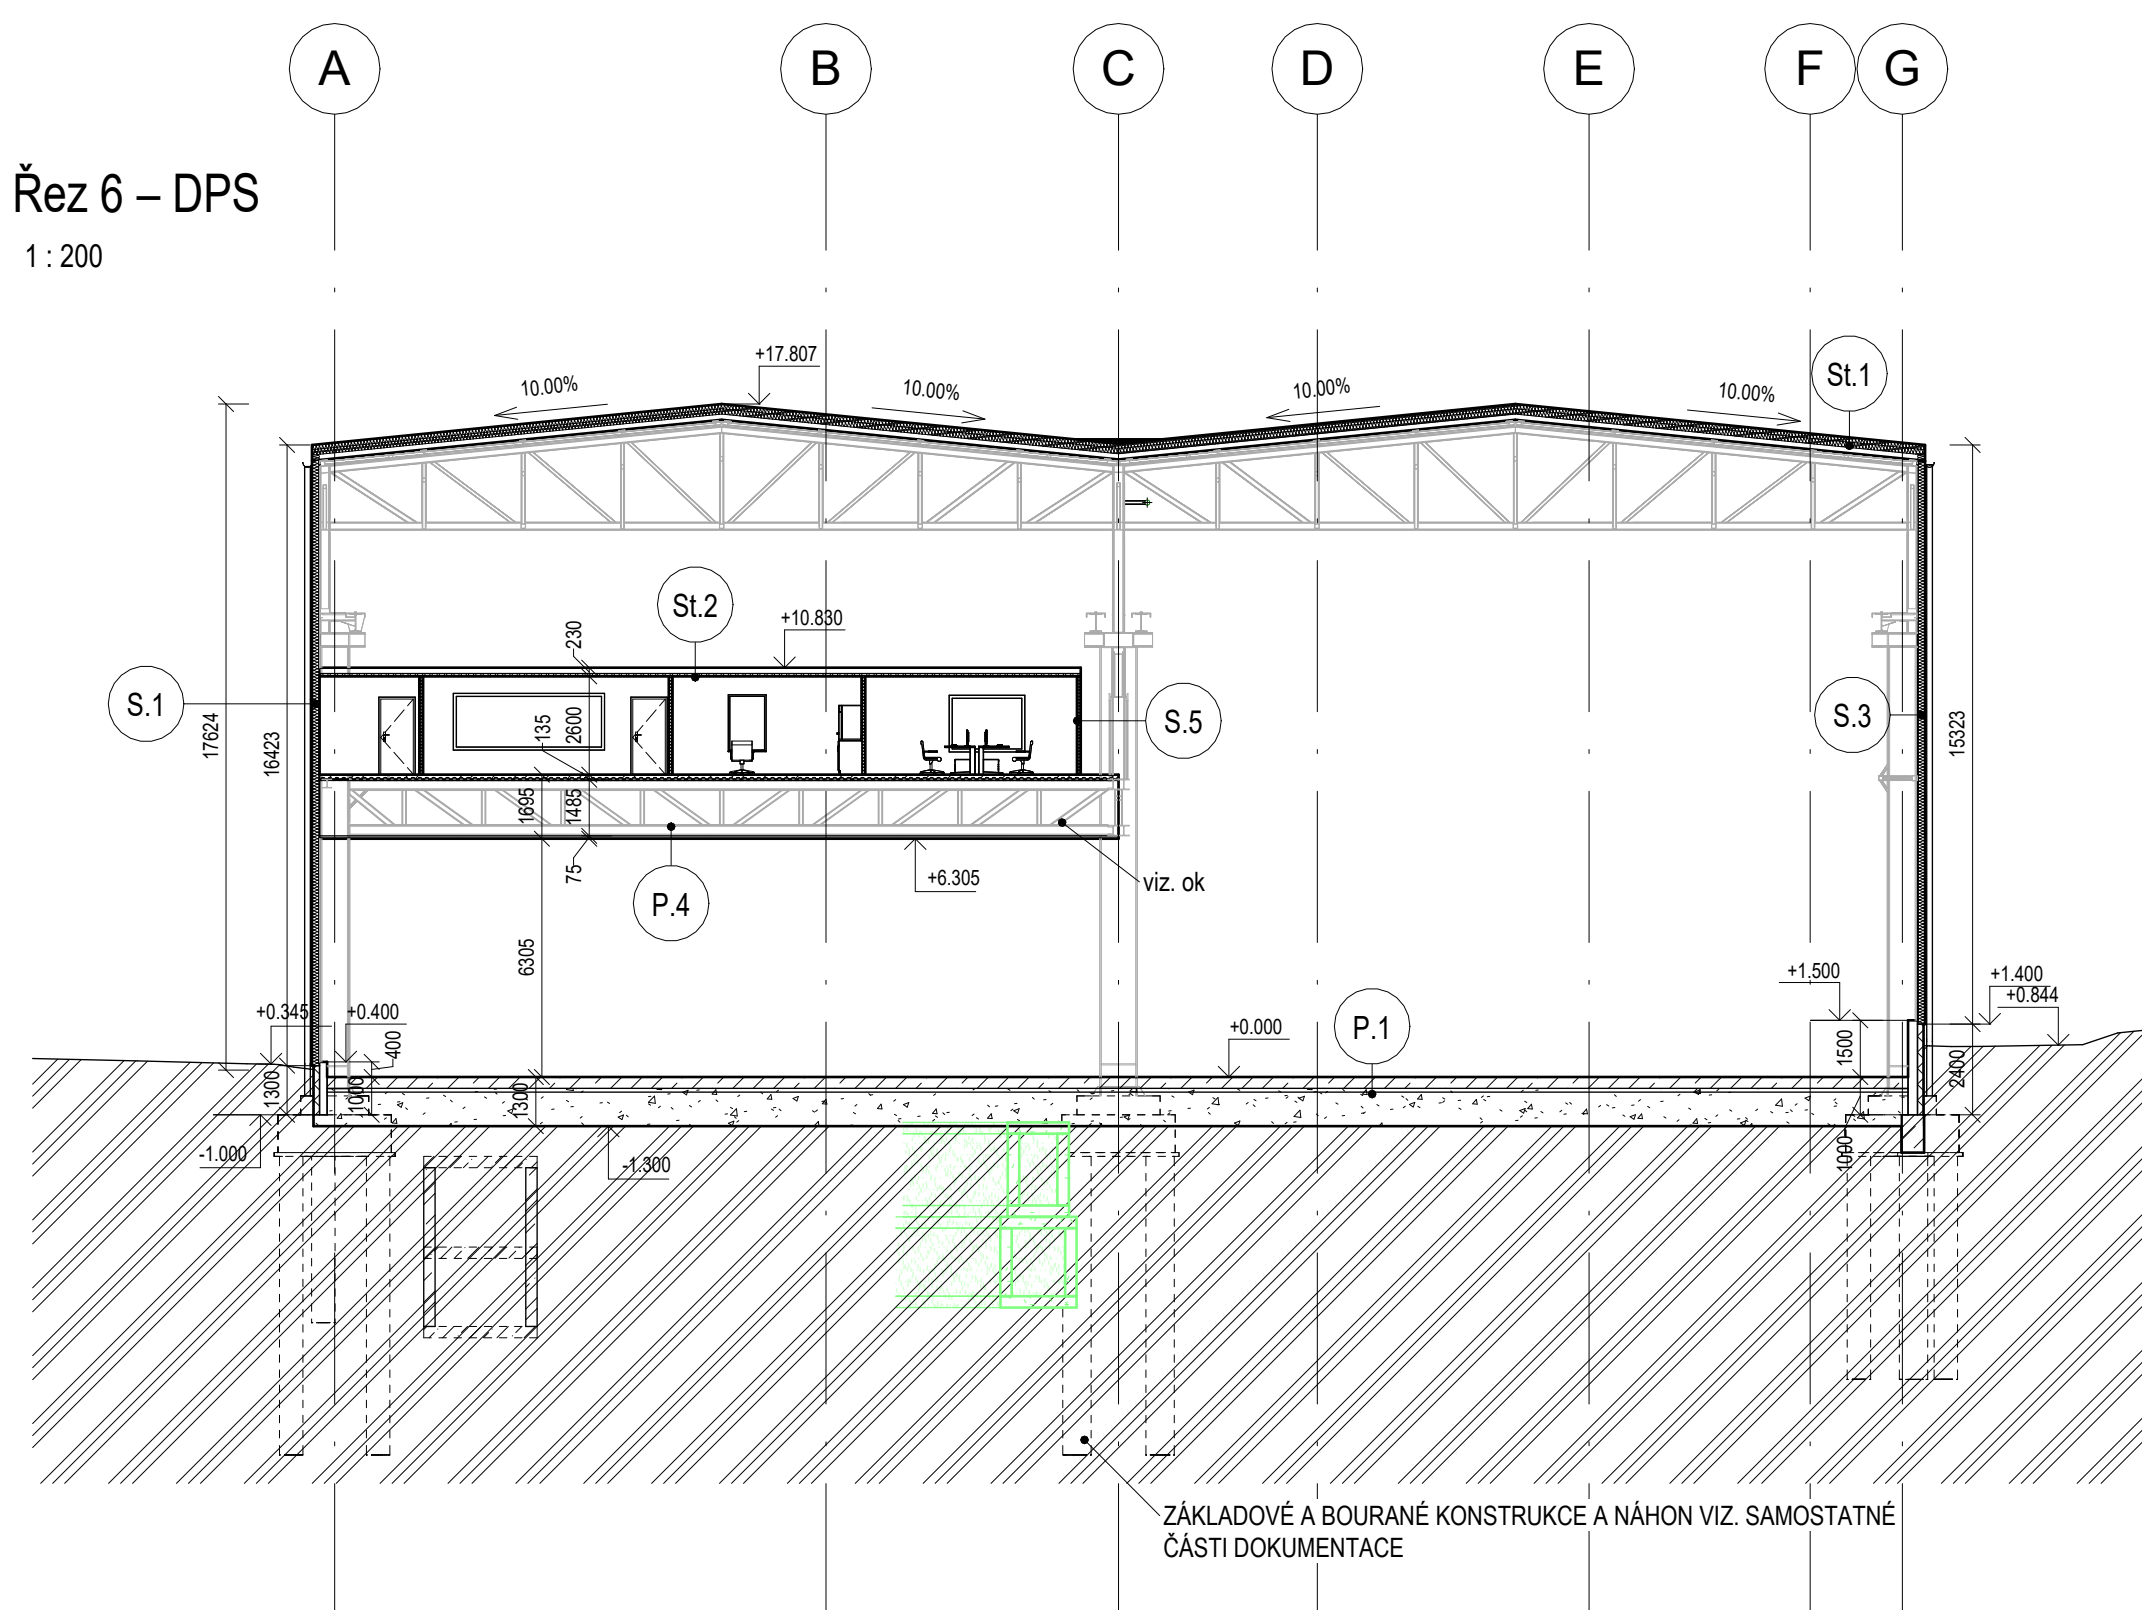 A B C D E F G
Řez 6 – DPS
1 : 200
+17.807
10.00% 10.00% 10.00% 10.00%
St.1
St.2
+10.830
230
S.1
S.5
S.3
17624
16423
15323
135
2600
1695
1485
75
+6.305
viz. ok
P.4
6305
+1.500
+1.400
+0.844
+0.345
+0.400
400
+0.000
P.1
1500
2400
1300
1000
1300
-1.000
-1.300
1000
ZÁKLADOVÉ A BOURANÉ KONSTRUKCE A NÁHON VIZ. SAMOSTATNÉ
ČÁSTI DOKUMENTACE